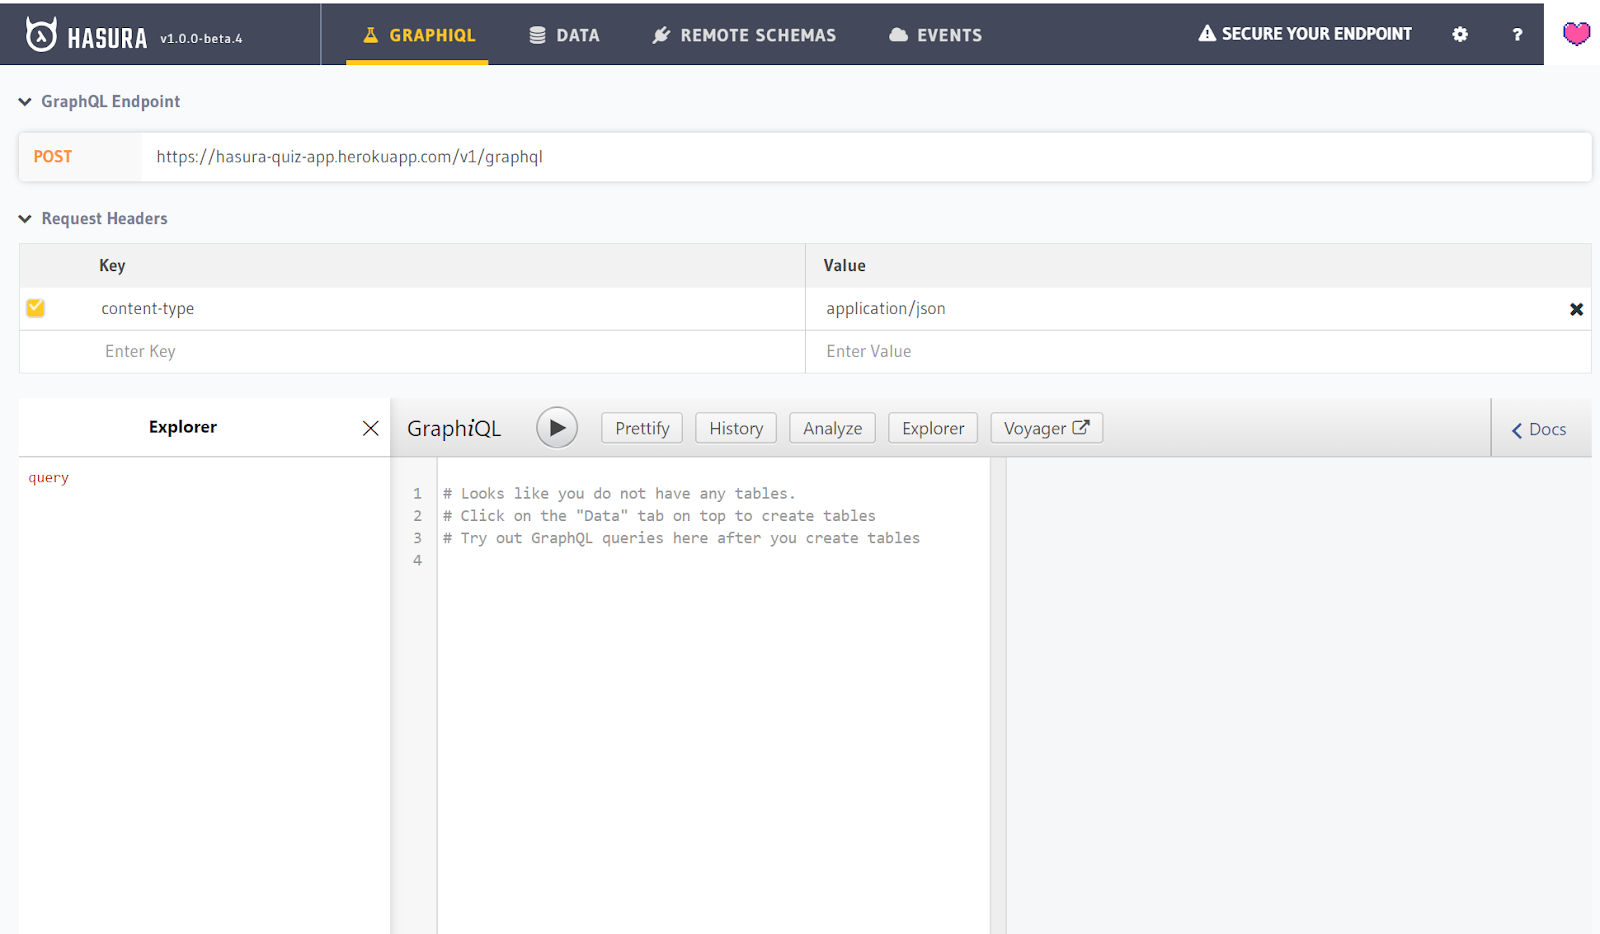 HASURA v1.0.0-beta.4 GRAPHIQL DATA REMOTE SCHEMAS EVENTS SECURE YOUR ENDPOINT ?
GraphQL Endpoint
POST https://hasura-quiz-app.herokuapp.com/v1/graphql
Request Headers
Key Value
content-type application/json
Enter Key Enter Value
Explorer GraphiQL Prettify History Analyze Explorer Voyager Docs
query
1 # Looks like you do not have any tables.
2 # Click on the "Data" tab on top to create tables
3 # Try out GraphQL queries here after you create tables
4